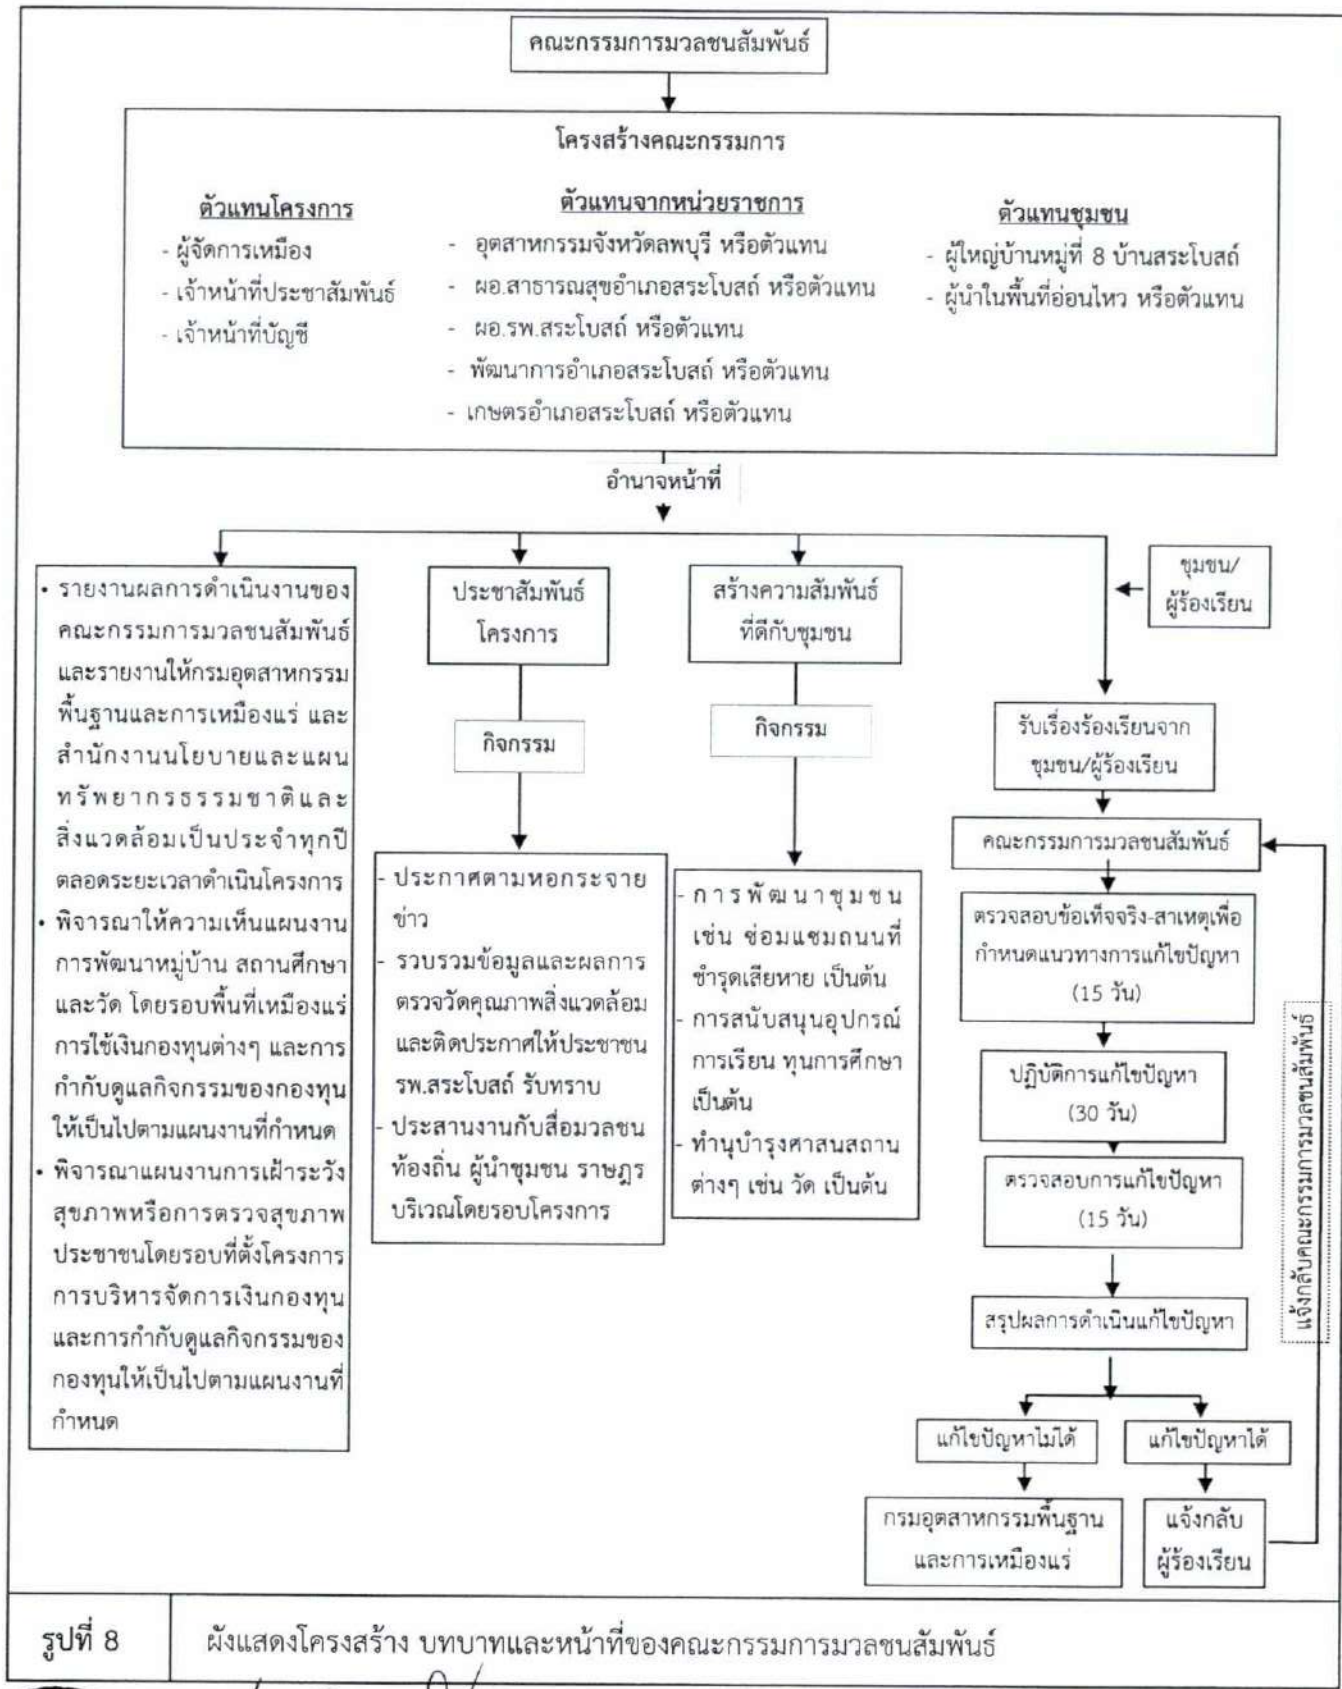 คณะกรรมการมวลชนสัมพันธ์
โครงสร้างคณะกรรมการ
ตัวแทนโครงการ
- ผู้จัดการเหมือง
- เจ้าหน้าที่ประชาสัมพันธ์
- เจ้าหน้าที่บัญชี
ตัวแทนจากหน่วยราชการ
- อุตสาหกรรมจังหวัดลพบุรี หรือตัวแทน
- ผอ.สาธารณสุขอำเภอสระโบสถ์ หรือตัวแทน
- ผอ.รพ.สระโบสถ์ หรือตัวแทน
- พัฒนาการอำเภอสระโบสถ์ หรือตัวแทน
- เกษตรอำเภอสระโบสถ์ หรือตัวแทน
ตัวแทนชุมชน
- ผู้ใหญ่บ้านหมู่ที่ 8 บ้านสระโบสถ์
- ผู้นำในพื้นที่อ่อนไหว หรือตัวแทน
อำนาจหน้าที่
• รายงานผลการดำเนินงานของ
คณะกรรมการมวลชนสัมพันธ์
และรายงานให้กรมอุตสาหกรรม
พื้นฐานและการเหมืองแร่ และ
สำนักงานนโยบายและแผน
ทรัพยากรธรรมชาติและ
สิ่งแวดล้อมเป็นประจำทุกปี
ตลอดระยะเวลาดำเนินโครงการ
• พิจารณาให้ความเห็นแผนงาน
การพัฒนาหมู่บ้าน สถานศึกษา
และวัด โดยรอบพื้นที่เหมืองแร่
การใช้เงินกองทุนต่างๆ และการ
กำกับดูแลกิจกรรมของกองทุน
ให้เป็นไปตามแผนงานที่กำหนด
• พิจารณาแผนงานการเฝ้าระวัง
สุขภาพหรือการตรวจสุขภาพ
ประชาชนโดยรอบที่ตั้งโครงการ
การบริหารจัดการเงินกองทุน
และการกำกับดูแลกิจกรรมของ
กองทุนให้เป็นไปตามแผนงานที่
กำหนด
ประชาสัมพันธ์
โครงการ
กิจกรรม
- ประกาศตามหอกระจาย
ข่าว
- รวบรวมข้อมูลและผลการ
ตรวจวัดคุณภาพสิ่งแวดล้อม
และติดประกาศให้ประชาชน
รพ.สระโบสถ์ รับทราบ
- ประสานงานกับสื่อมวลชน
ท้องถิ่น ผู้นำชุมชน ราษฎร
บริเวณโดยรอบโครงการ
สร้างความสัมพันธ์
ที่ดีกับชุมชน
กิจกรรม
- การพัฒนาชุมชน
เช่น ซ่อมแซมถนนที่
ชำรุดเสียหาย เป็นต้น
- การสนับสนุนอุปกรณ์
การเรียน ทุนการศึกษา
เป็นต้น
- ทำนุบำรุงศาสนสถาน
ต่างๆ เช่น วัด เป็นต้น
ชุมชน/
ผู้ร้องเรียน
รับเรื่องร้องเรียนจาก
ชุมชน/ผู้ร้องเรียน
คณะกรรมการมวลชนสัมพันธ์
ตรวจสอบข้อเท็จจริง-สาเหตุเพื่อ
กำหนดแนวทางการแก้ไขปัญหา
(15 วัน)
ปฏิบัติการแก้ไขปัญหา
(30 วัน)
ตรวจสอบการแก้ไขปัญหา
(15 วัน)
สรุปผลการดำเนินแก้ไขปัญหา
แก้ไขปัญหาไม่ได้
แก้ไขปัญหาได้
กรมอุตสาหกรรมพื้นฐาน
และการเหมืองแร่
แจ้งกลับ
ผู้ร้องเรียน
แจ้งกลับคณะกรรมการมวลชนสัมพันธ์
รูปที่ 8
ผังแสดงโครงสร้าง บทบาทและหน้าที่ของคณะกรรมการมวลชนสัมพันธ์